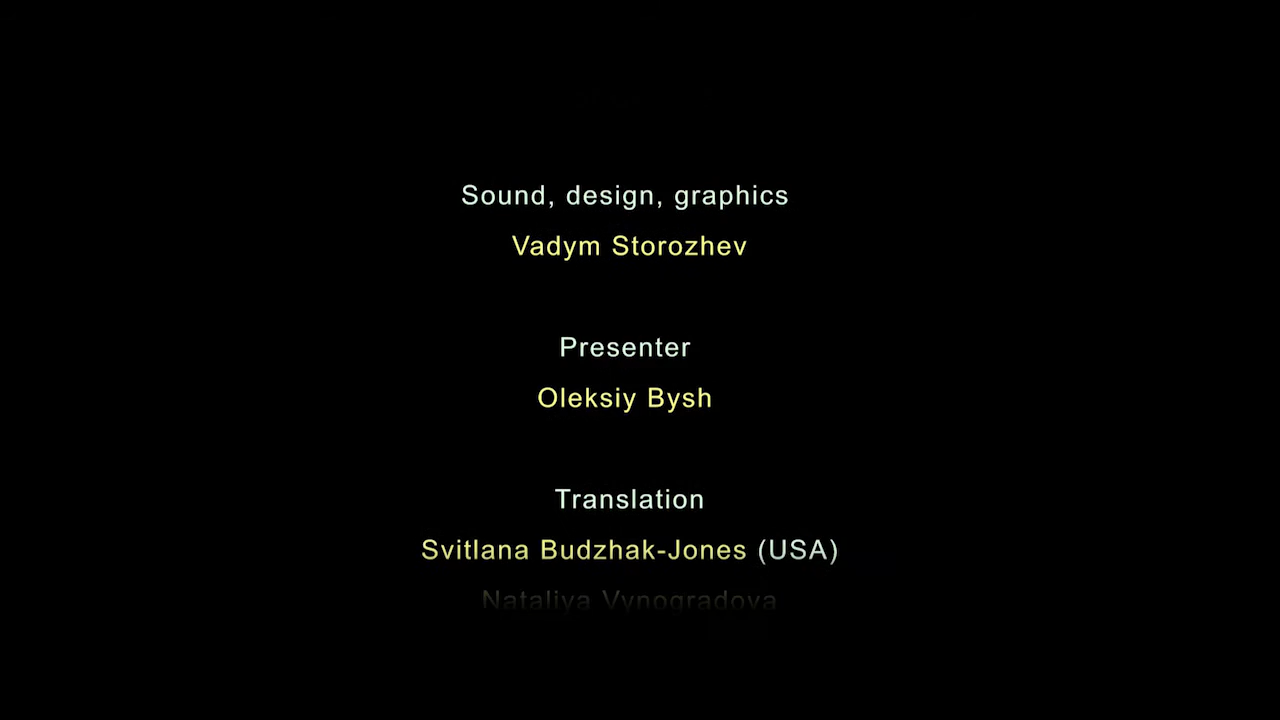 Sound, design, graphics
Vadym Storozhev
Presenter
Oleksiy Bysh
Translation
Svitlana Budzhak-Jones (USA)
Nataliya Vynogradova